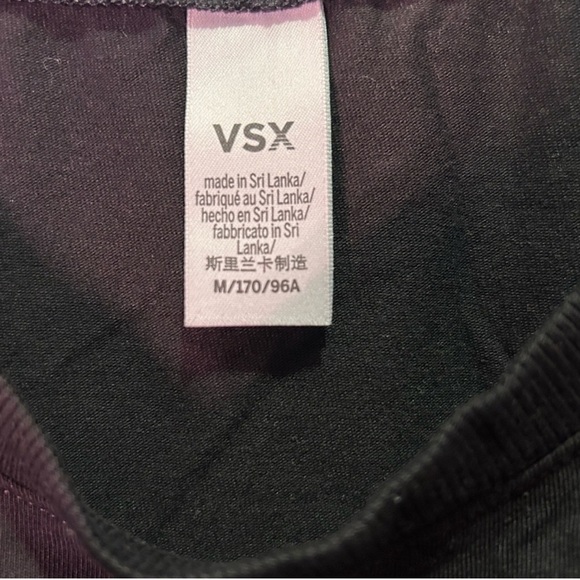 VSX
made in Sri Lanka/
fabriqué au Sri Lanka/
hecho en Sri Lanka/
fabbricato in Sri
Lanka/
斯里兰卡制造
M/170/96A